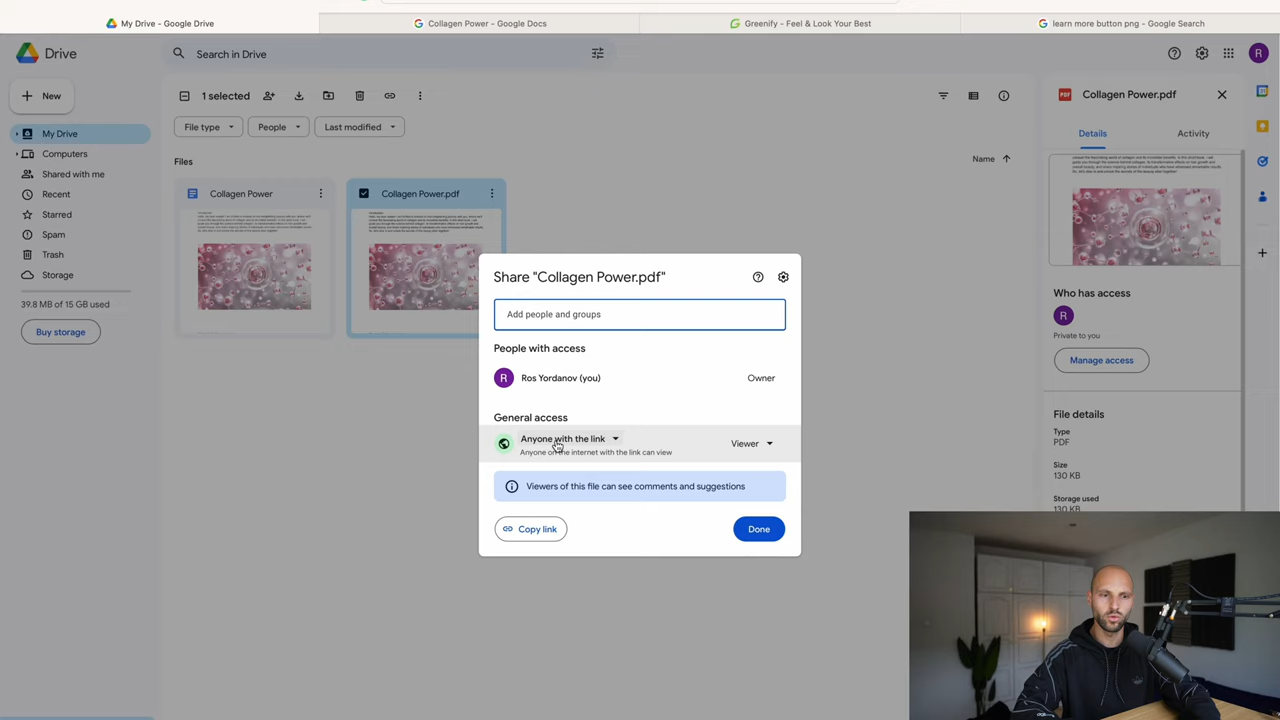 My Drive - Google Drive
Collagen Power - Google Docs
Greenify - Feel & Look Your Best
learn more button png - Google Search
Drive
Search in Drive
R
New
1 selected
Collagen Power.pdf
My Drive
File type
People
Last modified
Details
Activity
Computers
Shared with me
Files
Name
Recent
Collagen Power
Collagen Power.pdf
Starred
Spam
Trash
Storage
39.8 MB of 15 GB used
Buy storage
Share "Collagen Power.pdf"
Add people and groups
People with access
R
Ros Yordanov (you)
Owner
General access
Anyone with the link
Anyone on the internet with the link can view
Viewer
Viewers of this file can see comments and suggestions
Copy link
Done
Who has access
R
Private to you
Manage access
File details
Type
PDF
Size
130 KB
Storage used
130 KB